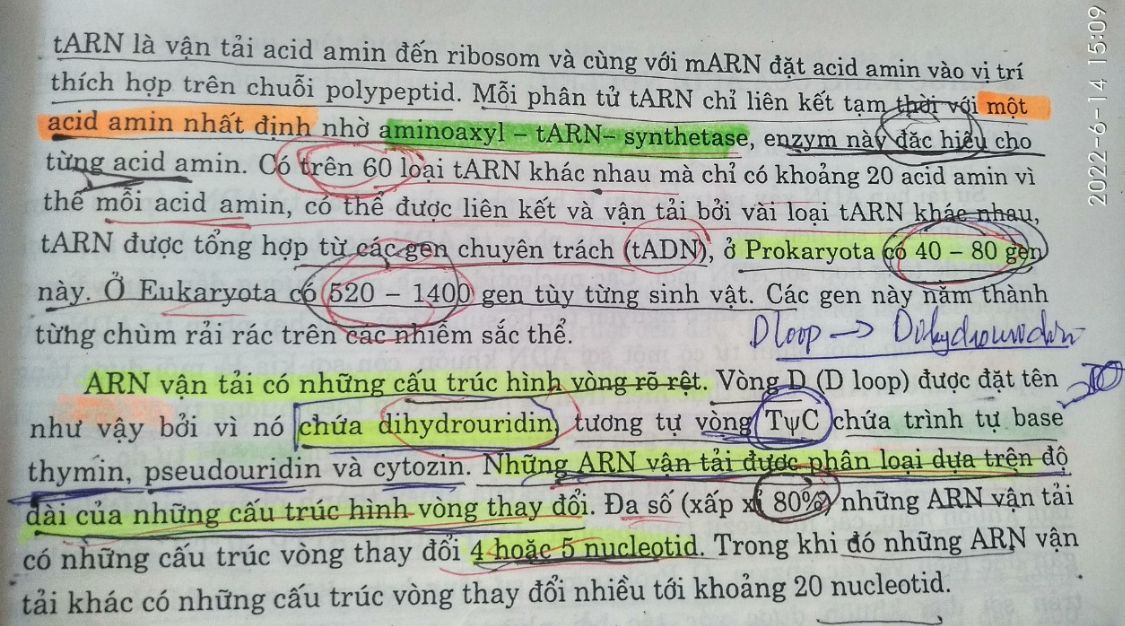 tARN là vận tải acid amin đến ribosom và cùng với mARN đặt acid amin vào vị trí
thích hợp trên chuỗi polypeptid. Mỗi phân tử tARN chỉ liên kết tạm thời với một
acid amin nhất định nhờ aminoaxyl – tARN– synthetase, enzym này đặc hiệu cho
từng acid amin. Có trên 60 loại tARN khác nhau mà chỉ có khoảng 20 acid amin vì
thế mỗi acid amin, có thể được liên kết và vận tải bởi vài loại tARN khác nhau,
tARN được tổng hợp từ các gen chuyên trách (tADN), ở Prokaryota có 40 – 80 gen
này. Ở Eukaryota có 520 – 1400 gen tùy từng sinh vật. Các gen này nằm thành
từng chùm rải rác trên các nhiễm sắc thể.
D loop → Dihydrouridin
ARN vận tải có những cấu trúc hình vòng rõ rệt. Vòng D (D loop) được đặt tên
như vậy bởi vì nó chứa dihydrouridin, tương tự vòng TψC chứa trình tự base
thymin, pseudouridin và cytozin. Những ARN vận tải được phân loại dựa trên độ
dài của những cấu trúc hình vòng thay đổi. Đa số (xấp xỉ 80%) những ARN vận tải
có những cấu trúc vòng thay đổi 4 hoặc 5 nucleotid. Trong khi đó những ARN vận
tải khác có những cấu trúc vòng thay đổi nhiều tới khoảng 20 nucleotid.
2022-6-14 15:09